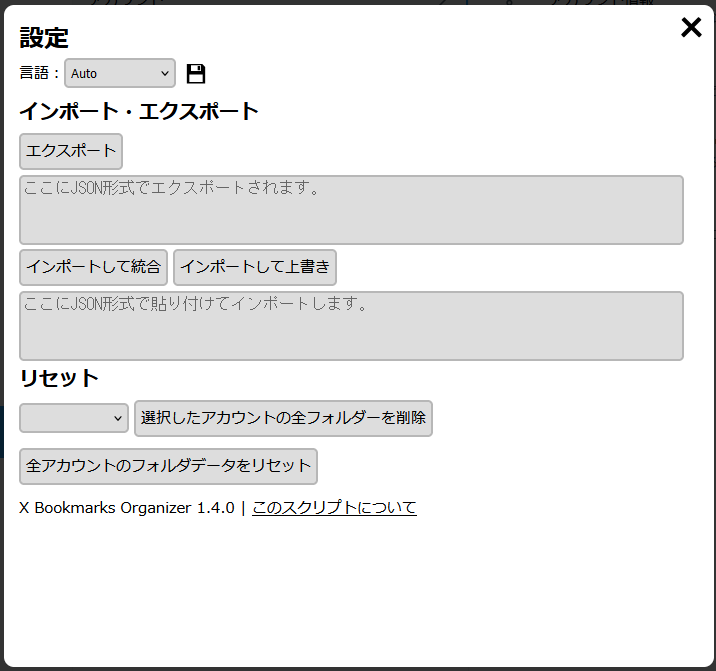 設定
言語：Auto
インポート・エクスポート
エクスポート
ここにJSON形式でエクスポートされます。
インポートして統合 インポートして上書き
ここにJSON形式で貼り付けてインポートします。
リセット
選択したアカウントの全フォルダーを削除
全アカウントのフォルダデータをリセット
X Bookmarks Organizer 1.4.0 | このスクリプトについて